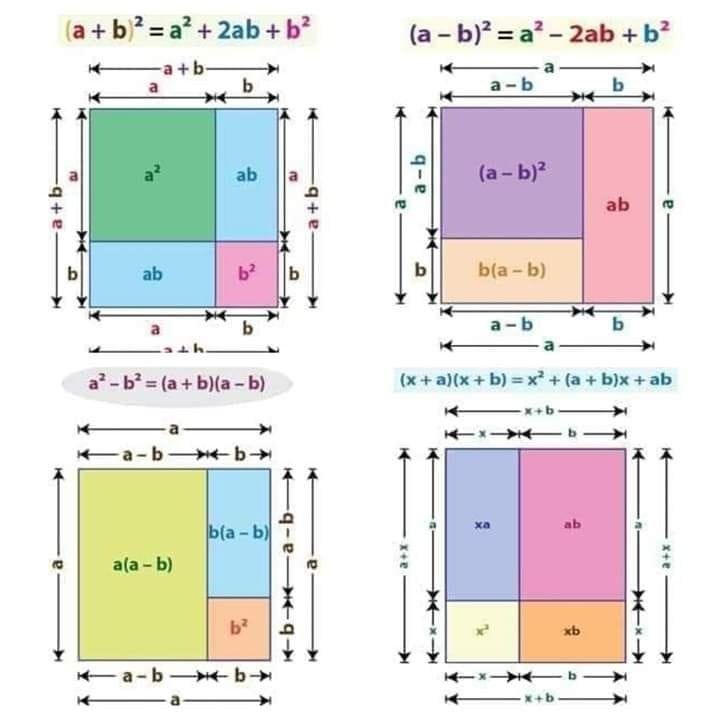 (a + b)² = a² + 2ab + b²
a + b
a b
a + b a a² ab a a + b
b ab b² b
a b
a + b
(a – b)² = a² – 2ab + b²
a
a – b b
a a – b (a – b)² ab a
b b(a – b)
a – b b
a
a² – b² = (a + b)(a – b)
a
a – b b
a a(a – b) b(a – b) a – b a
b² b
a – b b
a
(x + a)(x + b) = x² + (a + b)x + ab
x + b
x b
a + x a xa ab a a + x
x x² xb x
x b
x + b